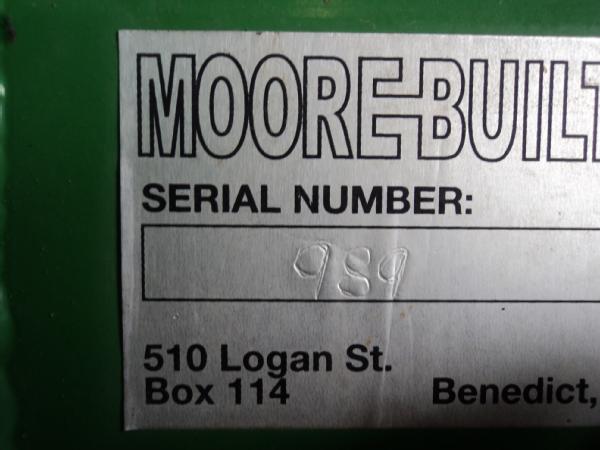 MOORE-BUILT
SERIAL NUMBER:
989
510 Logan St.
Box 114 Benedict,